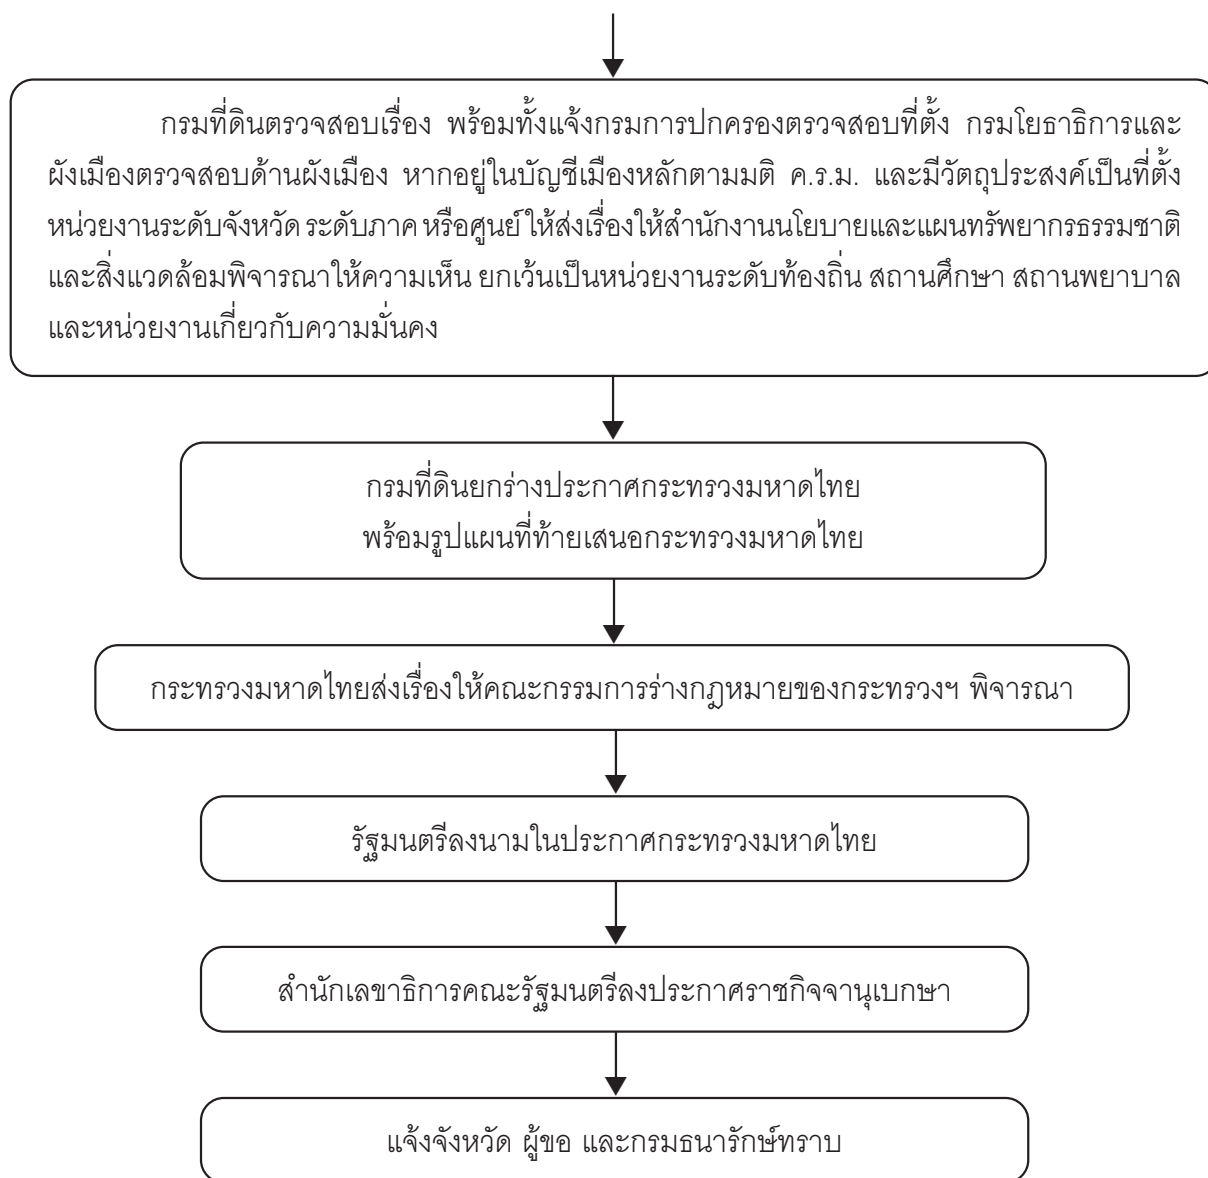 กรมที่ดินตรวจสอบเรื่อง พร้อมทั้งแจ้งกรมการปกครองตรวจสอบที่ตั้ง กรมโยธาธิการและ
ผังเมืองตรวจสอบด้านผังเมือง หากอยู่ในบัญชีเมืองหลักตามมติ ค.ร.ม. และมีวัตถุประสงค์เป็นที่ตั้ง
หน่วยงานระดับจังหวัด ระดับภาค หรือศูนย์ ให้ส่งเรื่องให้สำนักงานนโยบายและแผนทรัพยากรธรรมชาติ
และสิ่งแวดล้อมพิจารณาให้ความเห็น ยกเว้นเป็นหน่วยงานระดับท้องถิ่น สถานศึกษา สถานพยาบาล
และหน่วยงานเกี่ยวกับความมั่นคง
กรมที่ดินยกร่างประกาศกระทรวงมหาดไทย
พร้อมรูปแผนที่ท้ายเสนอกระทรวงมหาดไทย
กระทรวงมหาดไทยส่งเรื่องให้คณะกรรมการร่างกฎหมายของกระทรวงฯ พิจารณา
รัฐมนตรีลงนามในประกาศกระทรวงมหาดไทย
สำนักเลขาธิการคณะรัฐมนตรีลงประกาศราชกิจจานุเบกษา
แจ้งจังหวัด ผู้ขอ และกรมธนารักษ์ทราบ